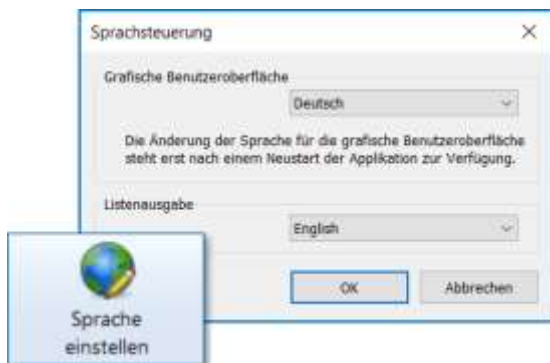 Sprachsteuerung
Grafische Benutzeroberfläche
Deutsch
Die Änderung der Sprache für die grafische Benutzeroberfläche
steht erst nach einem Neustart der Applikation zur Verfügung.
Listenausgabe
English
OK
Abbrechen
Sprache
einstellen